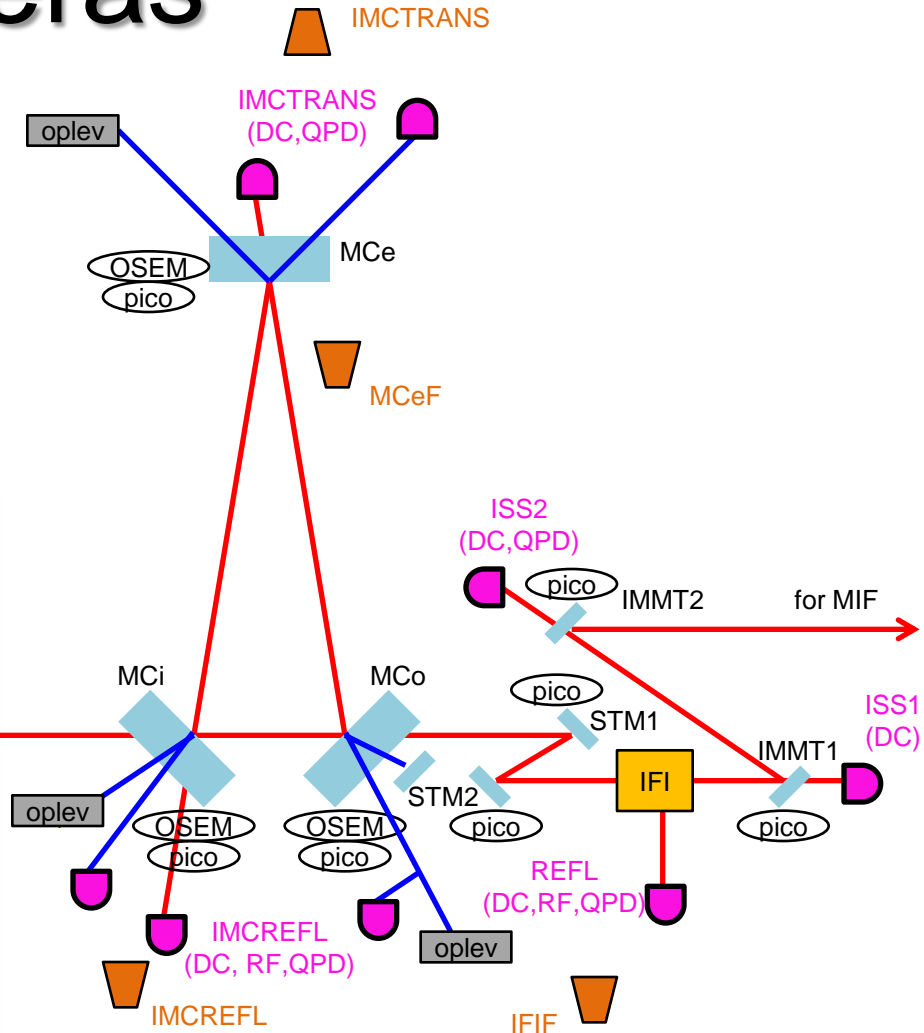 eras
IMCTRANS
IMCTRANS
(DC,QPD)
oplev
MCe
OSEM
pico
MCeF
ISS2
(DC,QPD)
pico
IMMT2
for MIF
MCi
MCo
pico
STM1
ISS1
(DC)
IMMT1
IFI
STM2
oplev
OSEM
pico
OSEM
pico
pico
pico
REFL
(DC,RF,QPD)
IMCREFL
(DC, RF,QPD)
oplev
IMCREFL
IFIF